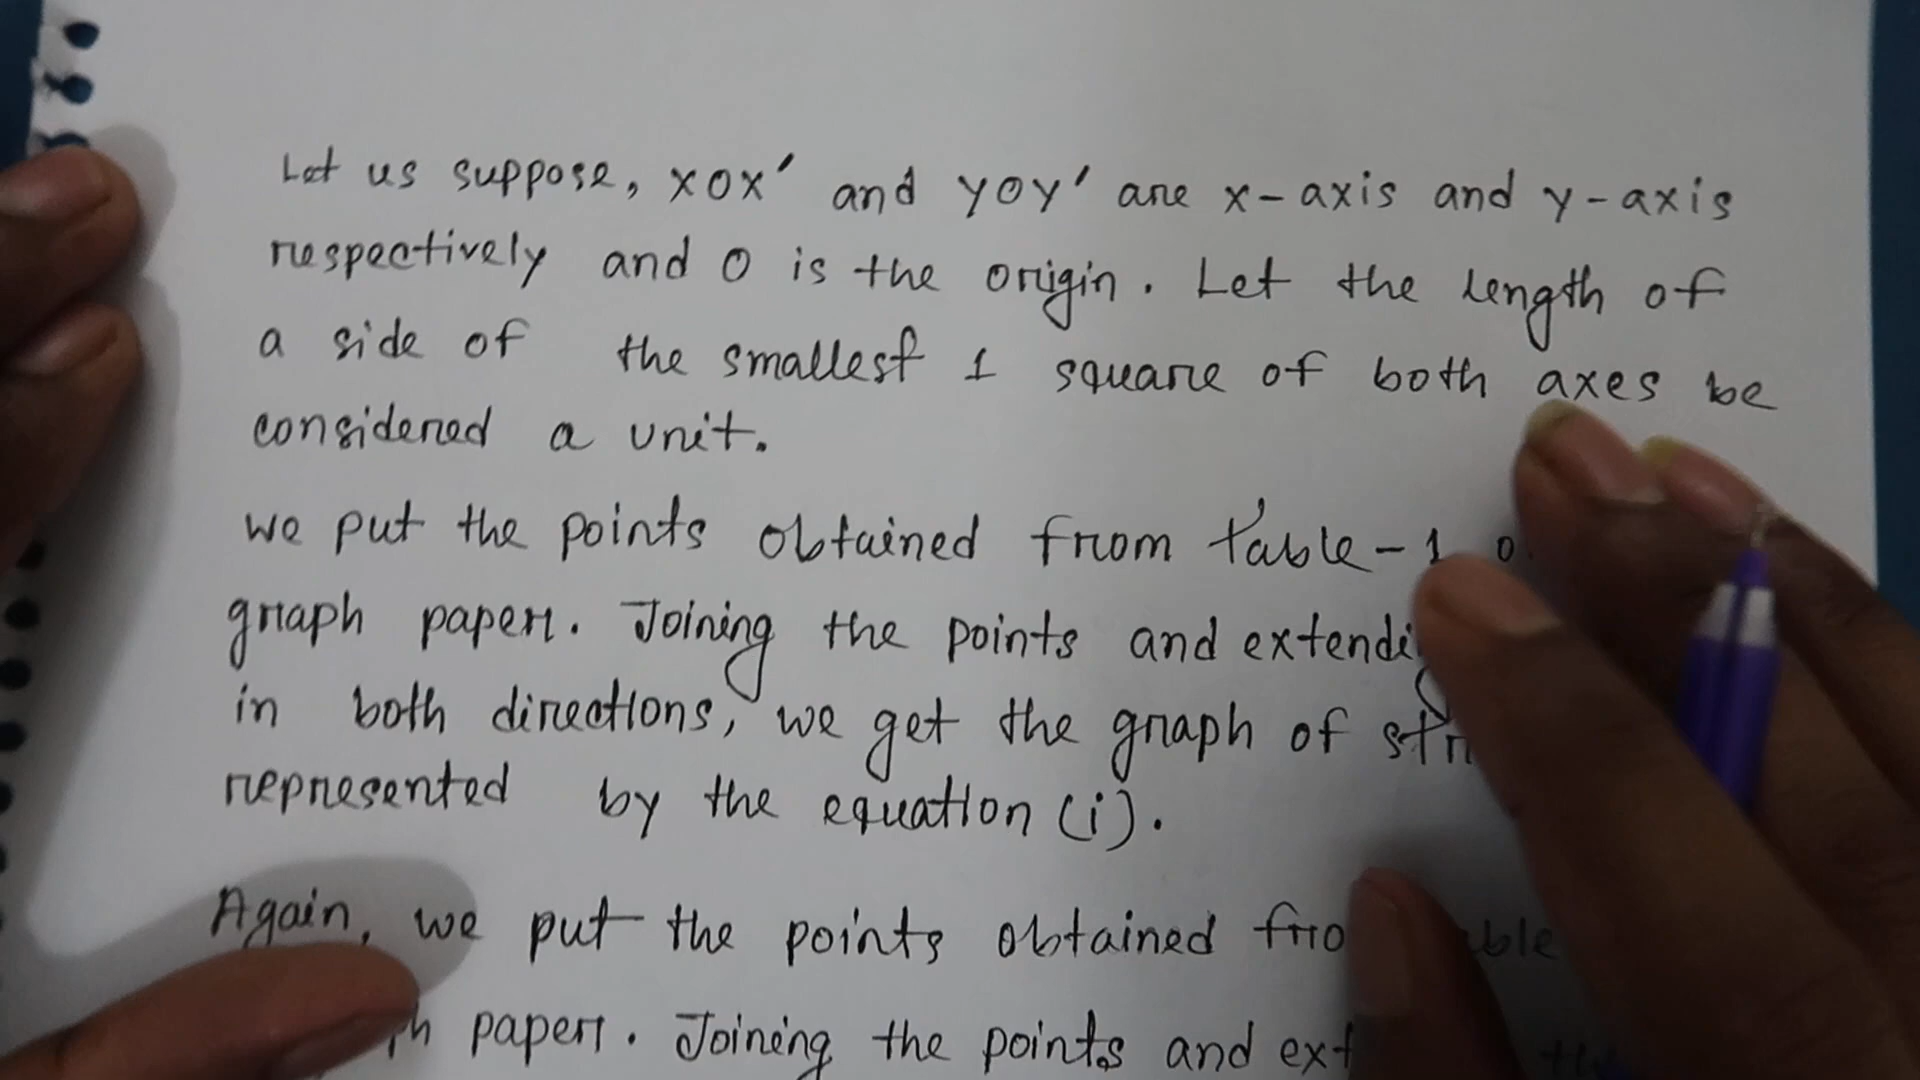 Let us suppose, XOX' and YOY' are x-axis and y-axis
respectively and O is the origin. Let the length of
a side of the smallest 1 square of both axes be
considered a unit.
We put the points obtained from table-1
graph paper. Joining the points and
in both directions, we get the graph of
represented by the equation (i).
Again, we put the points obtained
paper. Joining the points and